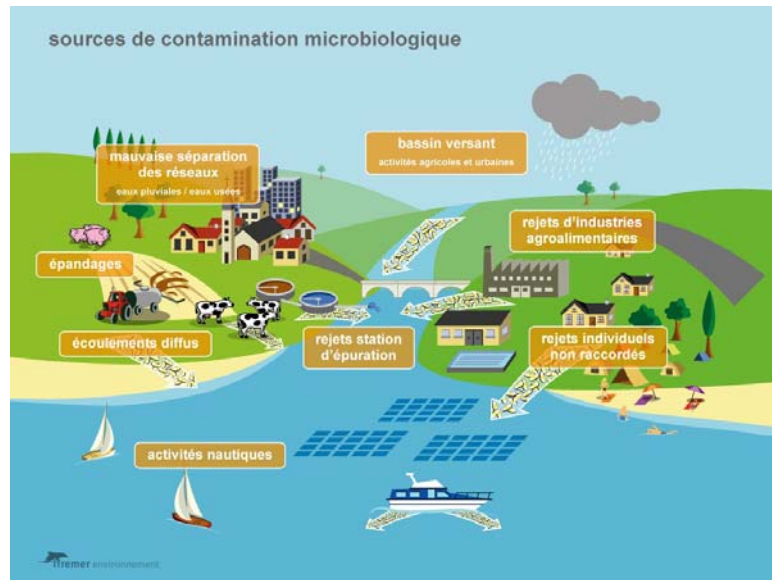 sources de contamination microbiologique
bassin versant
activités agricoles et urbaines
mauvaise séparation
des réseaux
eaux pluviales / eaux usées
rejets d'industries
agroalimentaires
épandages
écoulements diffus
rejets station
d'épuration
rejets individuels
non raccordés
activités nautiques
Ifremer environnement